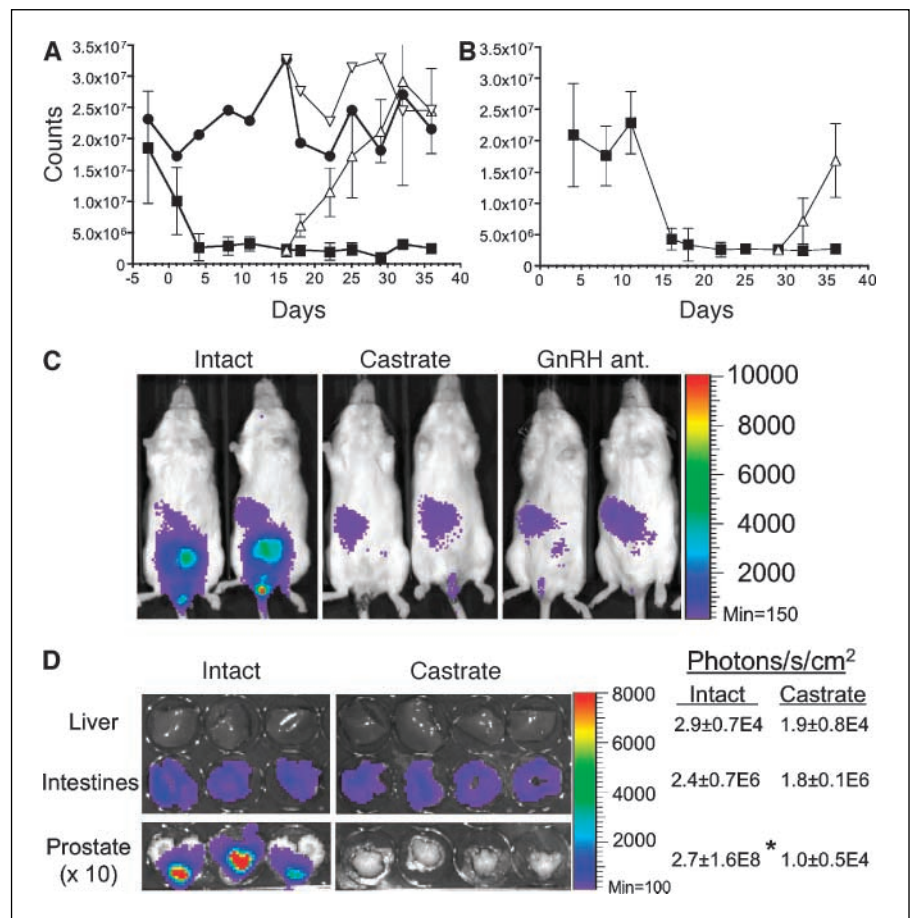 A
B
3.5x10⁷
3.0x10⁷
2.5x10⁷
2.0x10⁷
1.5x10⁷
1.0x10⁷
5.0x10⁶
0
Counts
-5 0 5 10 15 20 25 30 35 40
Days
3.5x10⁷
3.0x10⁷
2.5x10⁷
2.0x10⁷
1.5x10⁷
1.0x10⁷
5.0x10⁶
0
0 5 10 15 20 25 30 35 40
Days
C
Intact Castrate GnRH ant.
10000
8000
6000
4000
2000
Min=150
D
Intact Castrate
Photons/s/cm²
Intact Castrate
Liver
2.9±0.7E4 1.9±0.8E4
Intestines
2.4±0.7E6 1.8±0.1E6
Prostate
(x 10)
2.7±1.6E8 * 1.0±0.5E4
8000
6000
4000
2000
Min=100